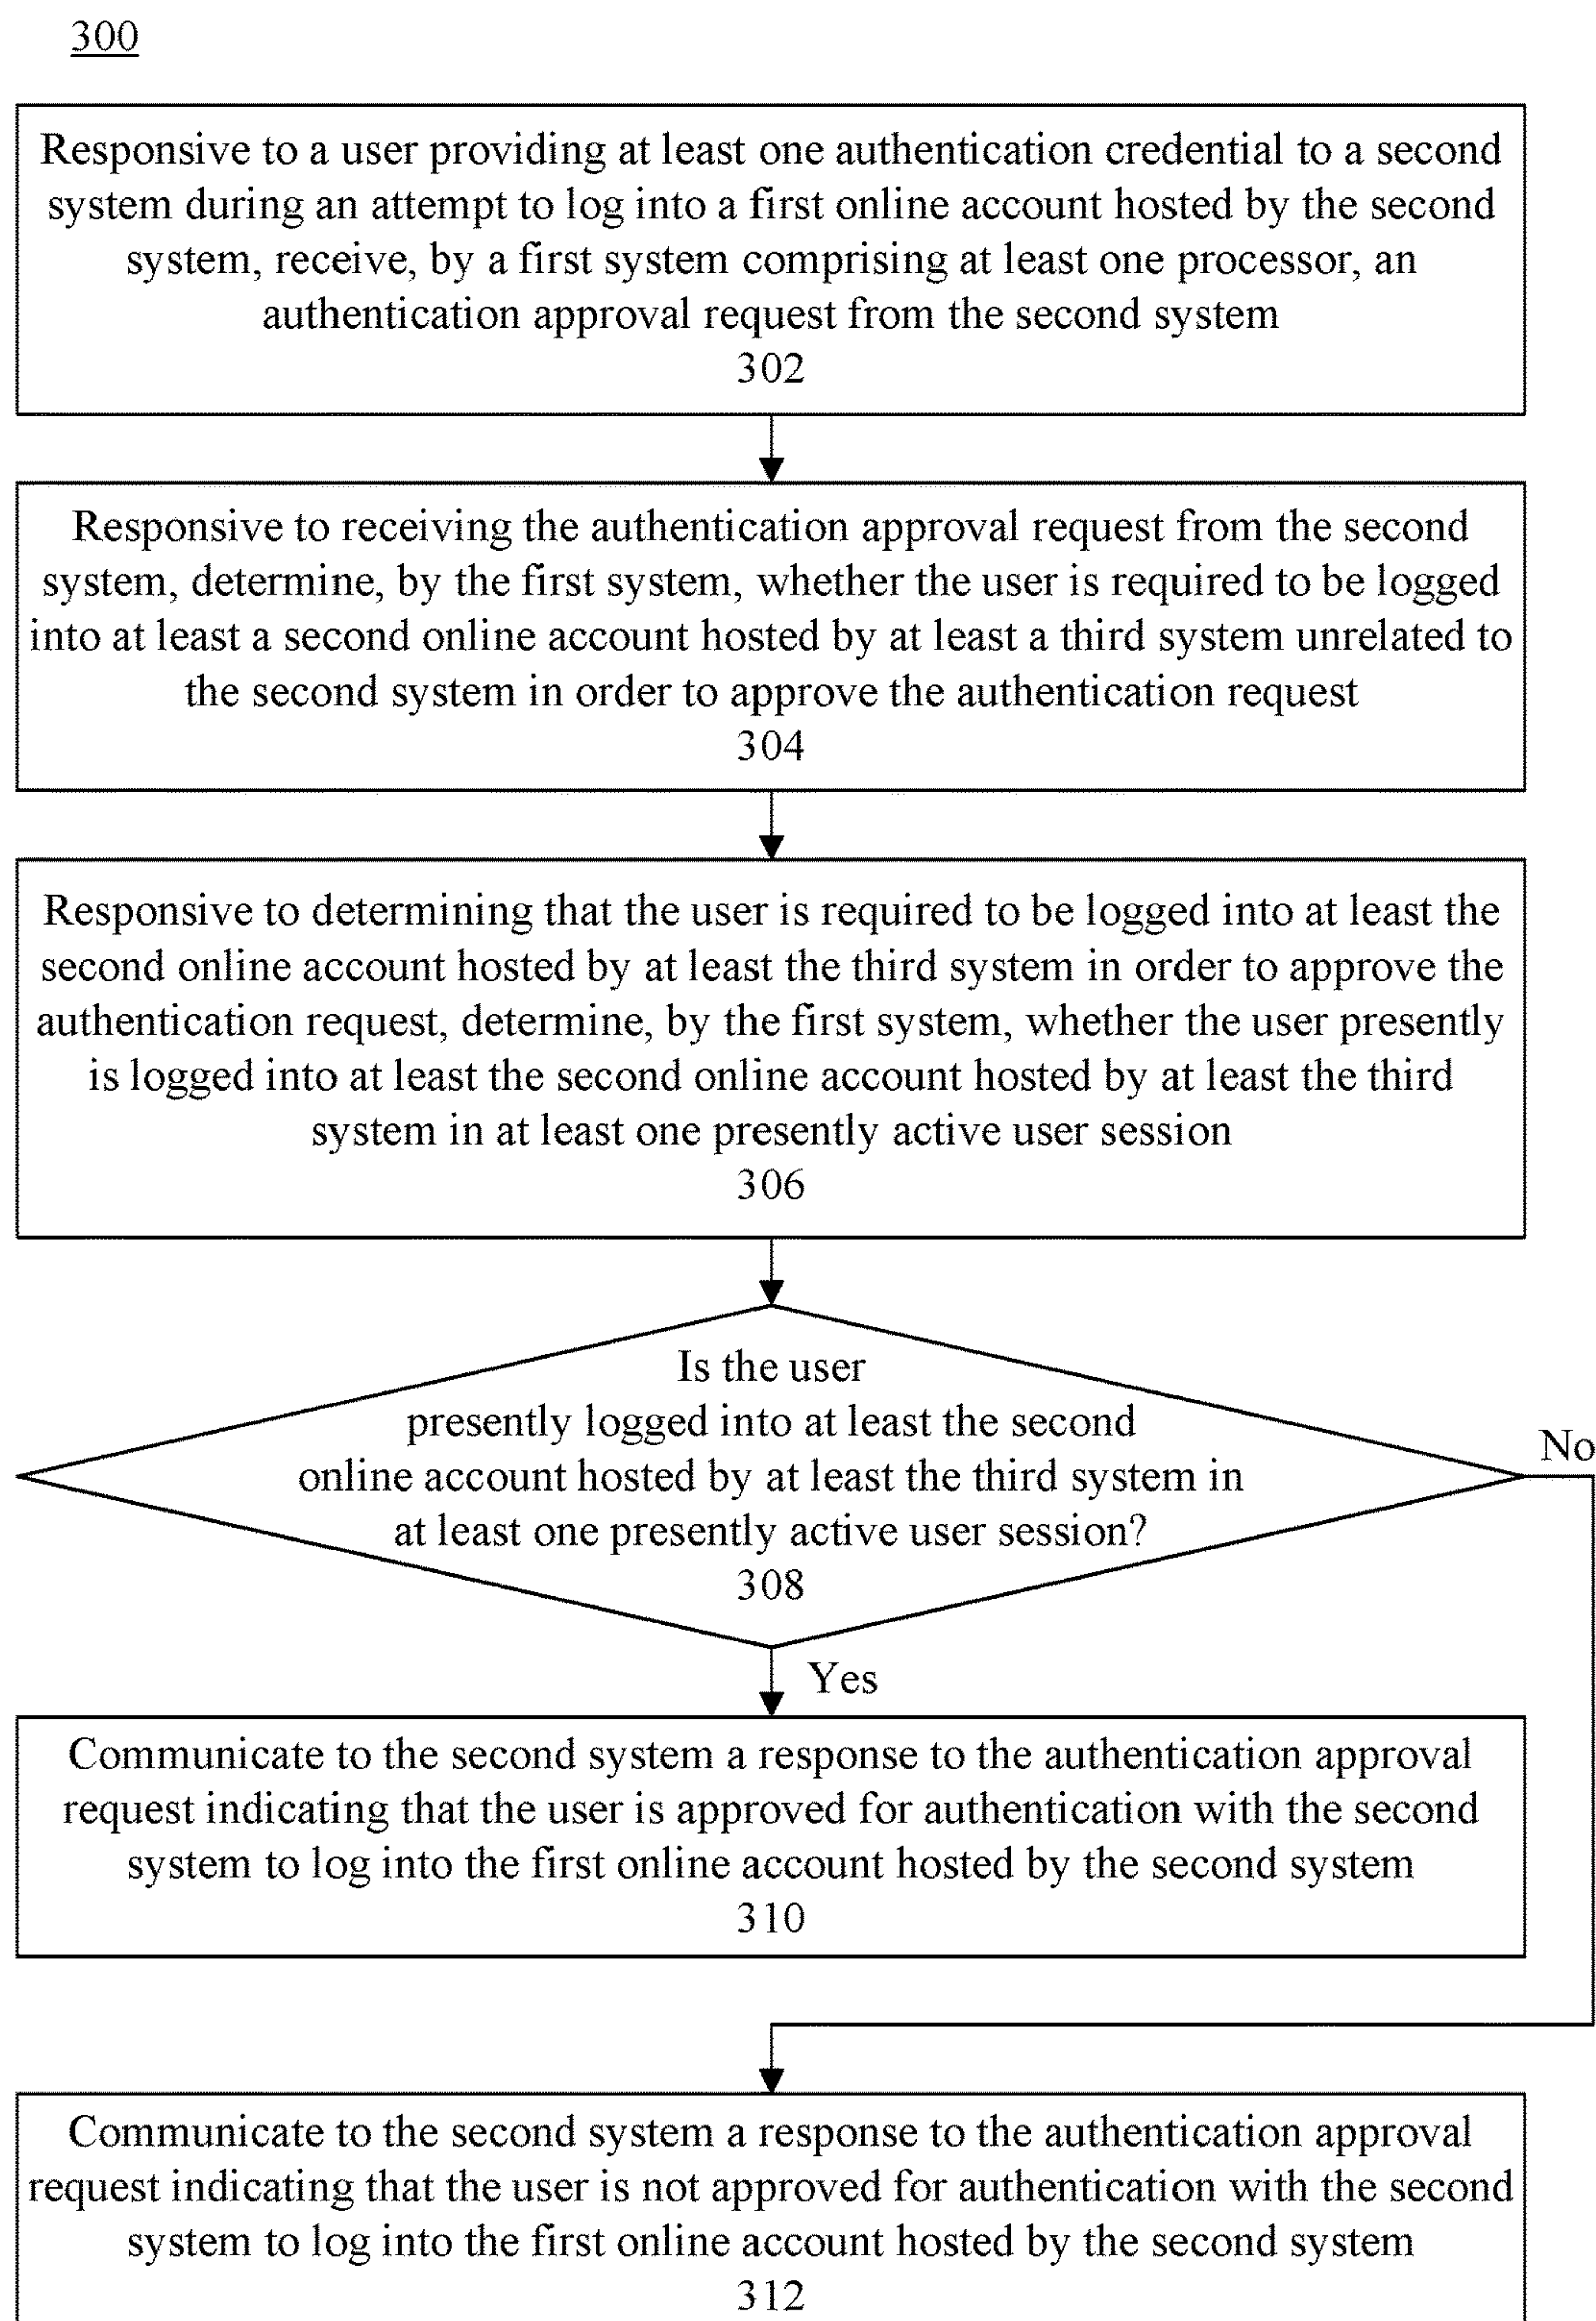 300
Responsive to a user providing at least one authentication credential to a second
system during an attempt to log into a first online account hosted by the second
system, receive, by a first system comprising at least one processor, an
authentication approval request from the second system
302
Responsive to receiving the authentication approval request from the second
system, determine, by the first system, whether the user is required to be logged
into at least a second online account hosted by at least a third system unrelated to
the second system in order to approve the authentication request
304
Responsive to determining that the user is required to be logged into at least the
second online account hosted by at least the third system in order to approve the
authentication request, determine, by the first system, whether the user presently
is logged into at least the second online account hosted by at least the third
system in at least one presently active user session
306
Is the user
presently logged into at least the second
online account hosted by at least the third system in
at least one presently active user session?
308
No
Yes
Communicate to the second system a response to the authentication approval
request indicating that the user is approved for authentication with the second
system to log into the first online account hosted by the second system
310
Communicate to the second system a response to the authentication approval
request indicating that the user is not approved for authentication with the second
system to log into the first online account hosted by the second system
312